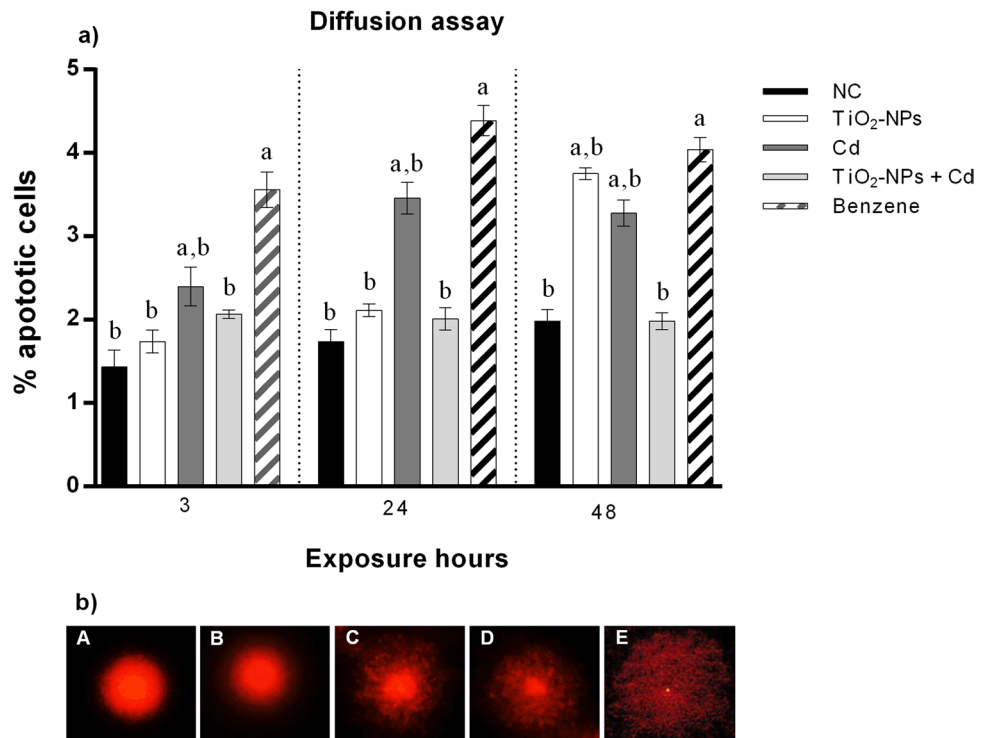 Diffusion assay
a)
% apoptotic cells
5
4
3
2
1
0
b b a,b b a
b b a,b b a
b a,b a,b b a
3 24 48
Exposure hours
NC
TiO₂-NPs
Cd
TiO₂-NPs + Cd
Benzene
b)
A B C D E